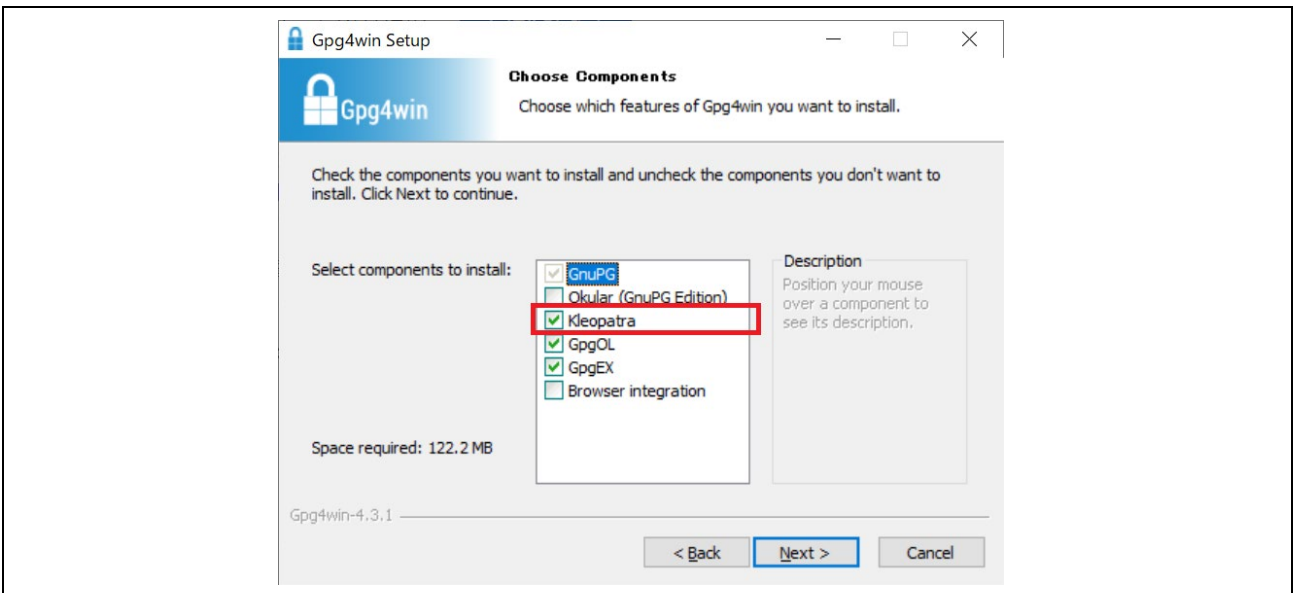 Gpg4win Setup
Choose Components
Choose which features of Gpg4win you want to install.
Gpg4win
Check the components you want to install and uncheck the components you don't want to
install. Click Next to continue.
Select components to install:
GnuPG
Okular (GnuPG Edition)
Kleopatra
GpgOL
GpgEX
Browser integration
Description
Position your mouse
over a component to
see its description.
Space required: 122.2 MB
Gpg4win-4.3.1
< Back
Next >
Cancel